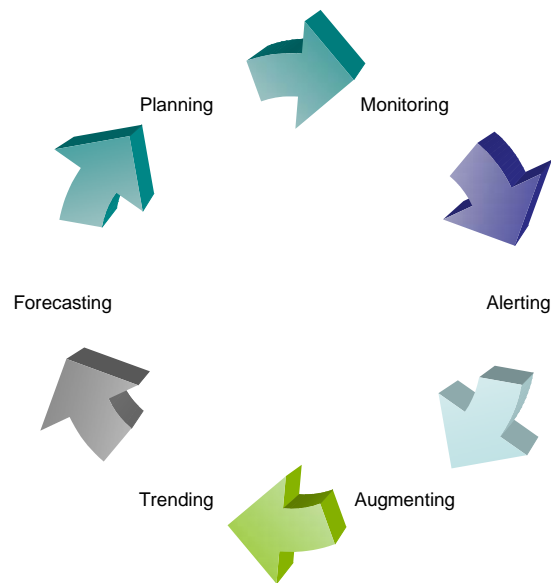 Planning
Monitoring
Forecasting
Alerting
Trending
Augmenting